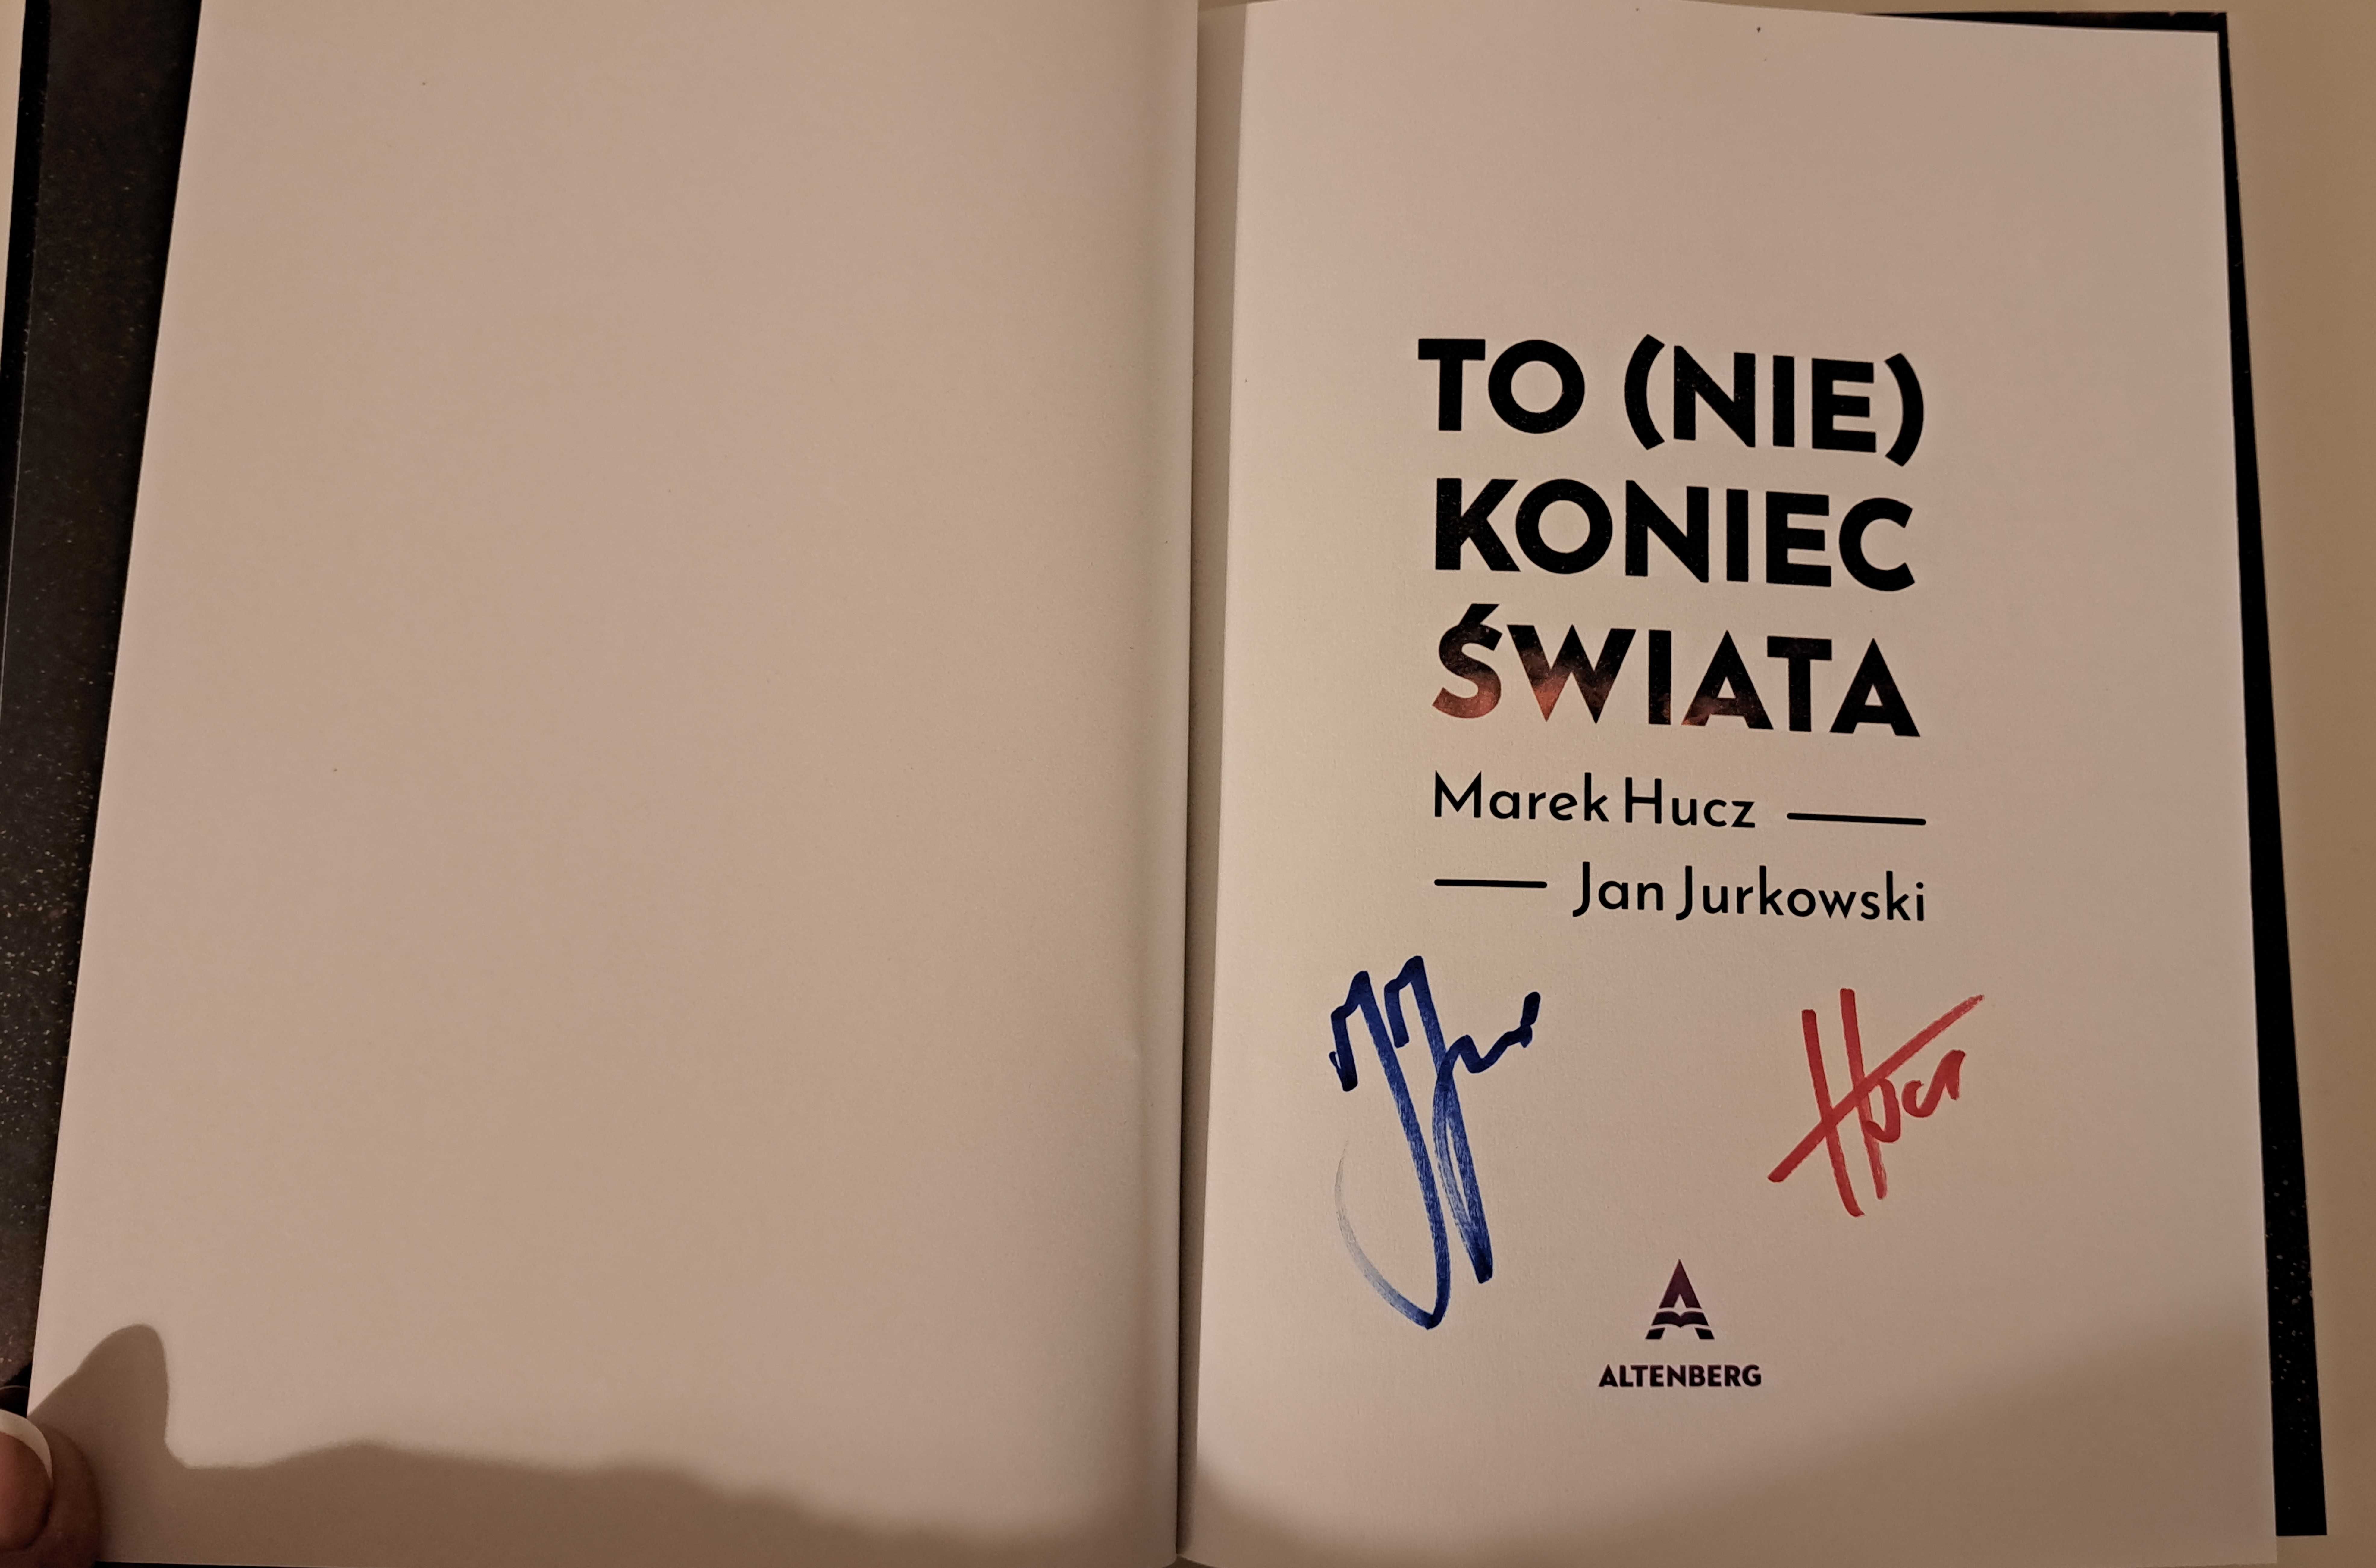 TO (NIE)
KONIEC
ŚWIATA
Marek Hucz
Jan Jurkowski
ALTENBERG